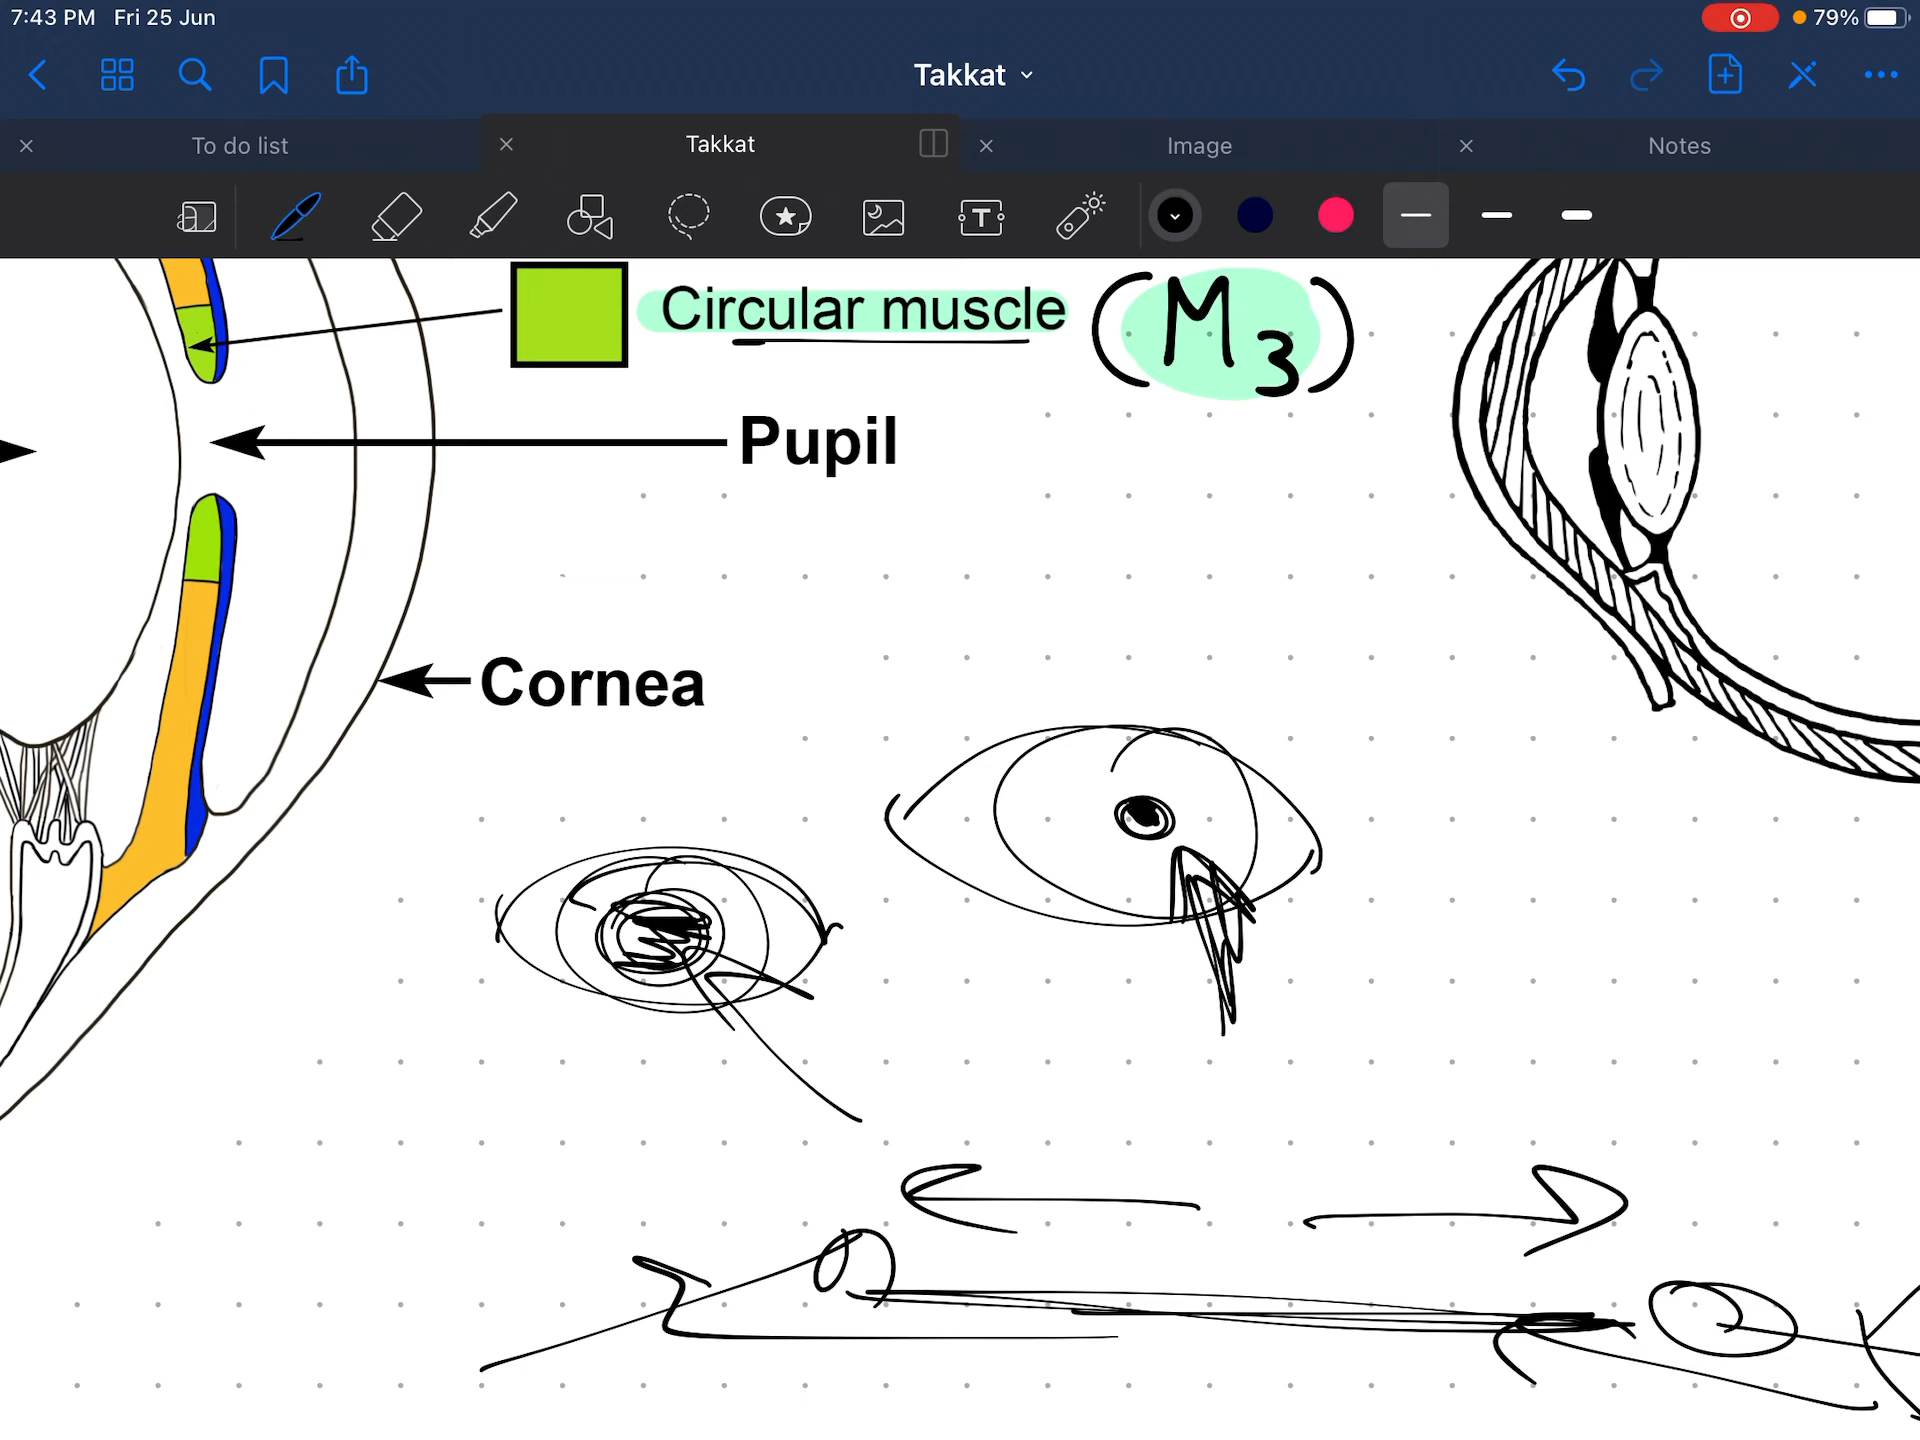 7:43 PM Fri 25 Jun 79%
Takkat
To do list Takkat Image Notes
Circular muscle (M3)
Pupil
Cornea